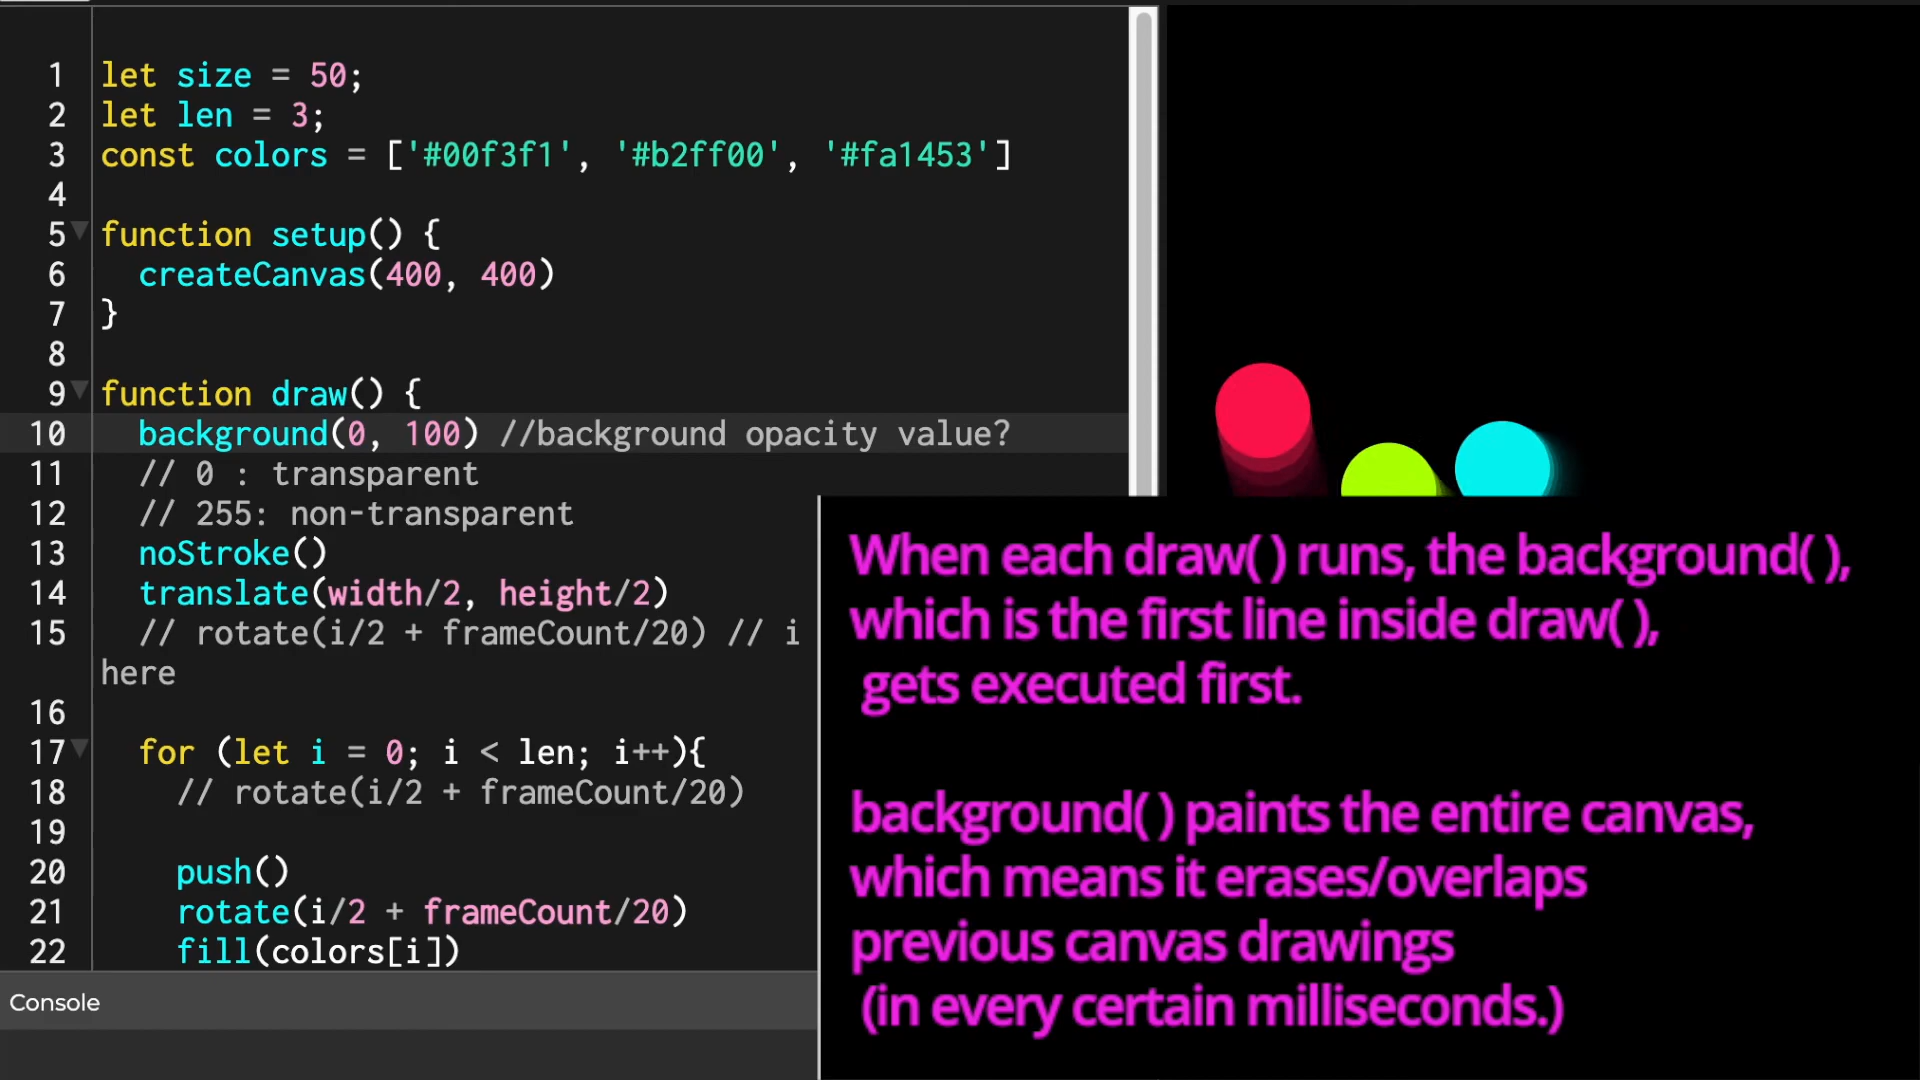 1 let size = 50;
2 let len = 3;
3 const colors = ['#00f3f1', '#b2ff00', '#fa1453']
4
5 function setup() {
6 createCanvas(400, 400)
7 }
8
9 function draw() {
10 background(0, 100) //background opacity value?
11 // 0 : transparent
12 // 255: non-transparent
13 noStroke()
14 translate(width/2, height/2)
15 // rotate(i/2 + frameCount/20) // i
here
16
17 for (let i = 0; i < len; i++){
18 // rotate(i/2 + frameCount/20)
19
20 push()
21 rotate(i/2 + frameCount/20)
22 fill(colors[i])
Console
When each draw( ) runs, the background( ),
which is the first line inside draw( ),
gets executed first.
background( ) paints the entire canvas,
which means it erases/overlaps
previous canvas drawings
(in every certain milliseconds.)